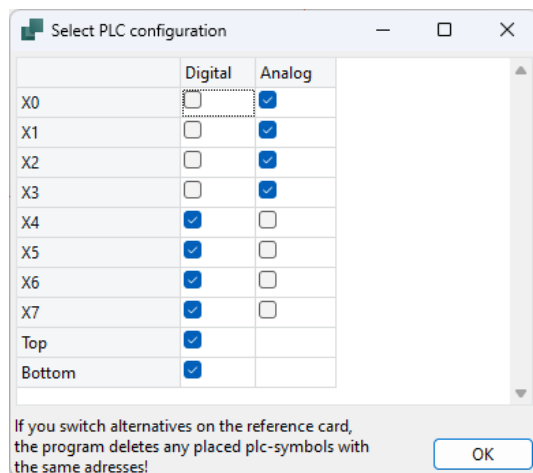 Select PLC configuration
Digital Analog
X0
X1
X2
X3
X4
X5
X6
X7
Top
Bottom
If you switch alternatives on the reference card,
the program deletes any placed plc-symbols with
the same adresses!
OK